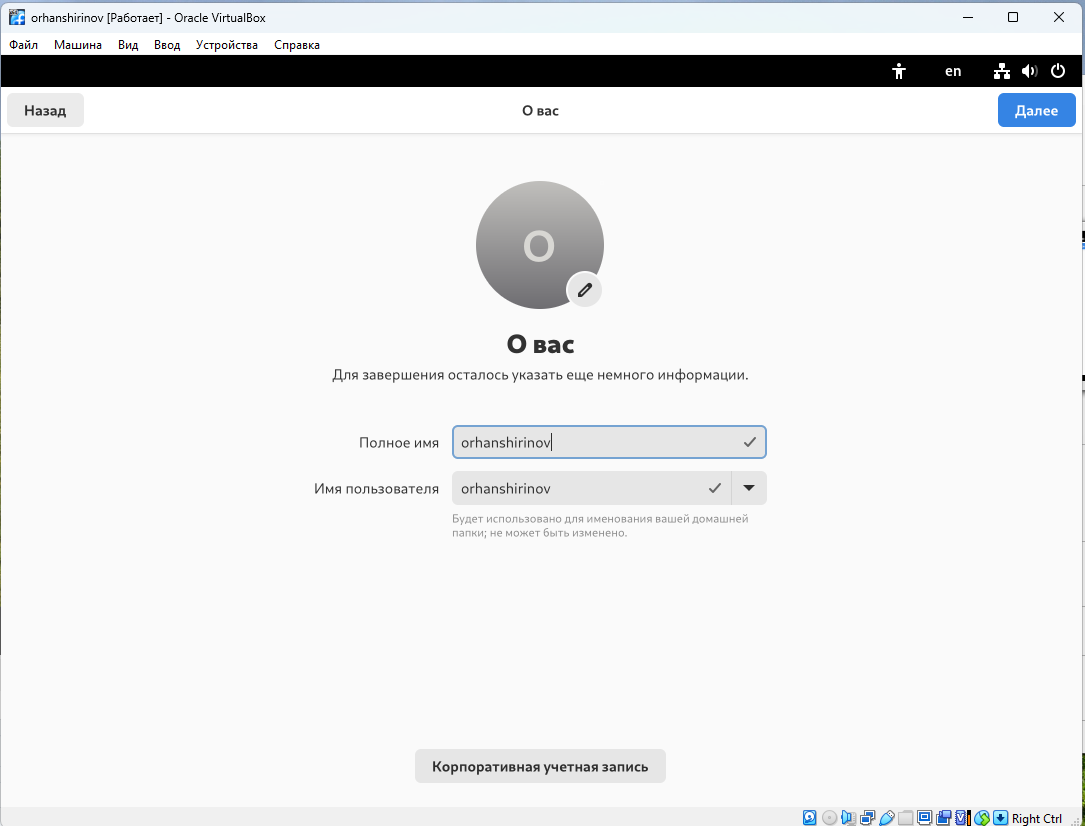 orhanshirinov [Работает] - Oracle VirtualBox
Файл Машина Вид Ввод Устройства Справка
en
Назад О вас Далее
O
О вас
Для завершения осталось указать еще немного информации.
Полное имя orhanshirinov
Имя пользователя orhanshirinov
Будет использовано для именования вашей домашней
папки; не может быть изменено.
Корпоративная учетная запись
Right Ctrl